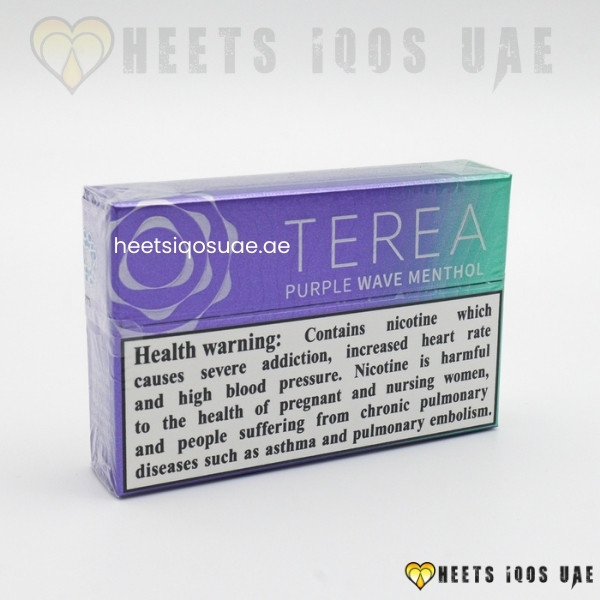 HEETS iQOS UAE
TEREA
heetsiqosuae.ae
PURPLE WAVE MENTHOL
Health warning: Contains nicotine which
causes severe addiction, increased heart rate
and high blood pressure. Nicotine is harmful
to the health of pregnant and nursing women,
and people suffering from chronic pulmonary
diseases such as asthma and pulmonary embolism.
HEETS iQOS UAE